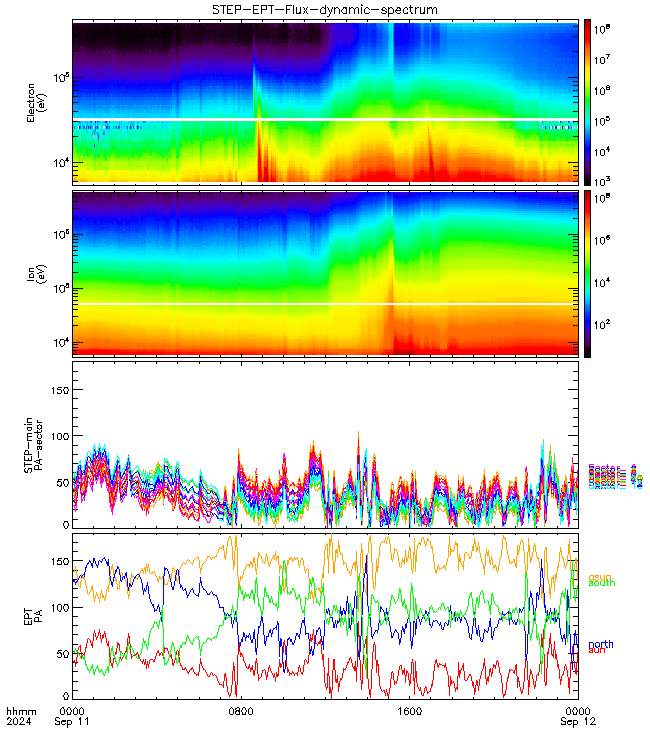 STEP-EPT-Flux-dynamic-spectrum
Electron
(eV)
10^5
10^4
10^8
10^7
10^6
10^5
10^4
10^3
Ion
(eV)
10^6
10^5
10^4
10^8
10^6
10^4
10^2
STEP-main
PA-sector
150
100
50
0
EPT
PA
150
100
50
0
asun
south
north
sun
hhmm
2024
0000
Sep 11
0800
1600
0000
Sep 12